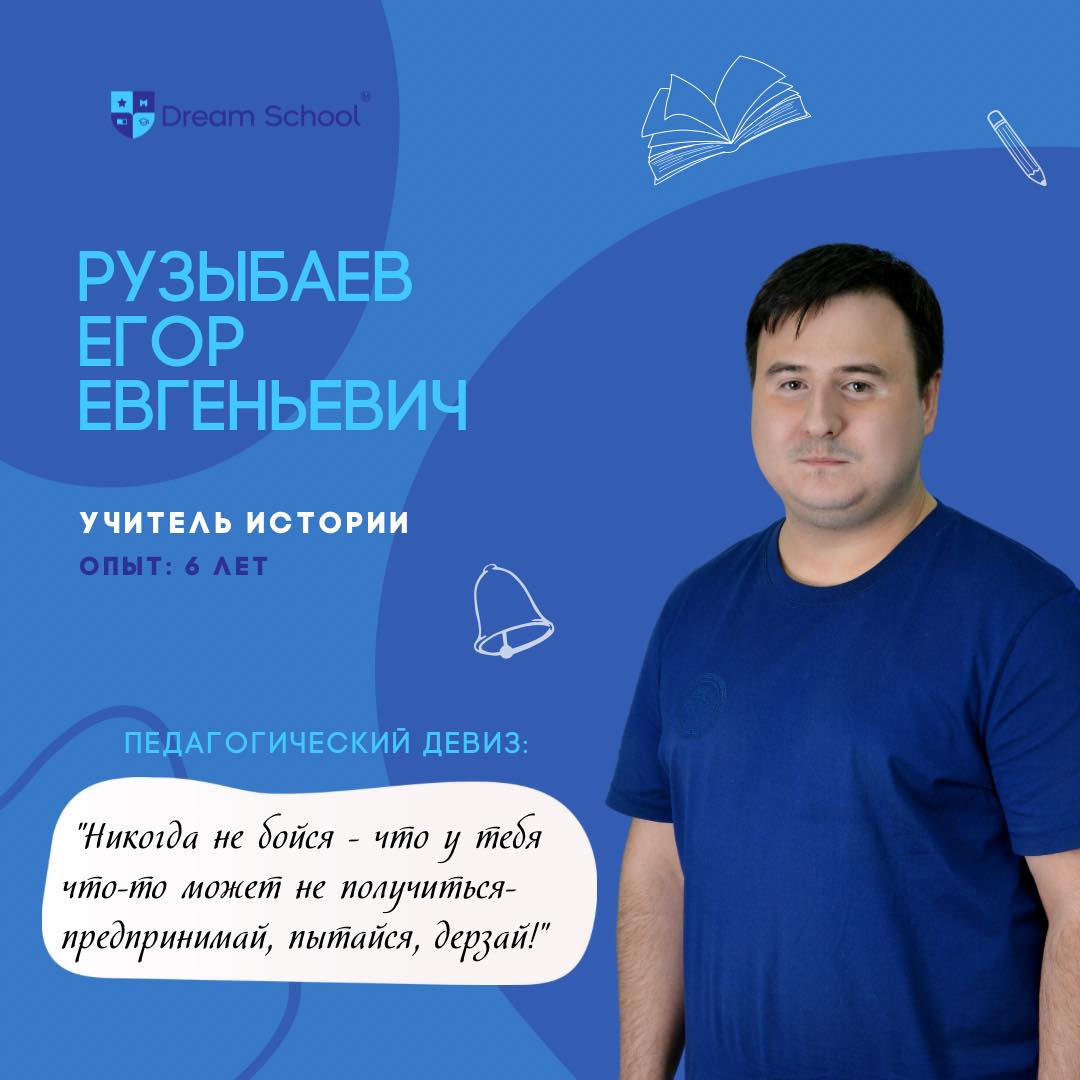 Dream School
РУЗЫБАЕВ
ЕГОР
ЕВГЕНЬЕВИЧ
УЧИТЕЛЬ ИСТОРИИ
ОПЫТ: 6 ЛЕТ
ПЕДАГОГИЧЕСКИЙ ДЕВИЗ:
"Никогда не бойся - что у тебя
что-то может не получиться-
предпринимай, пытайся, дерзай!"